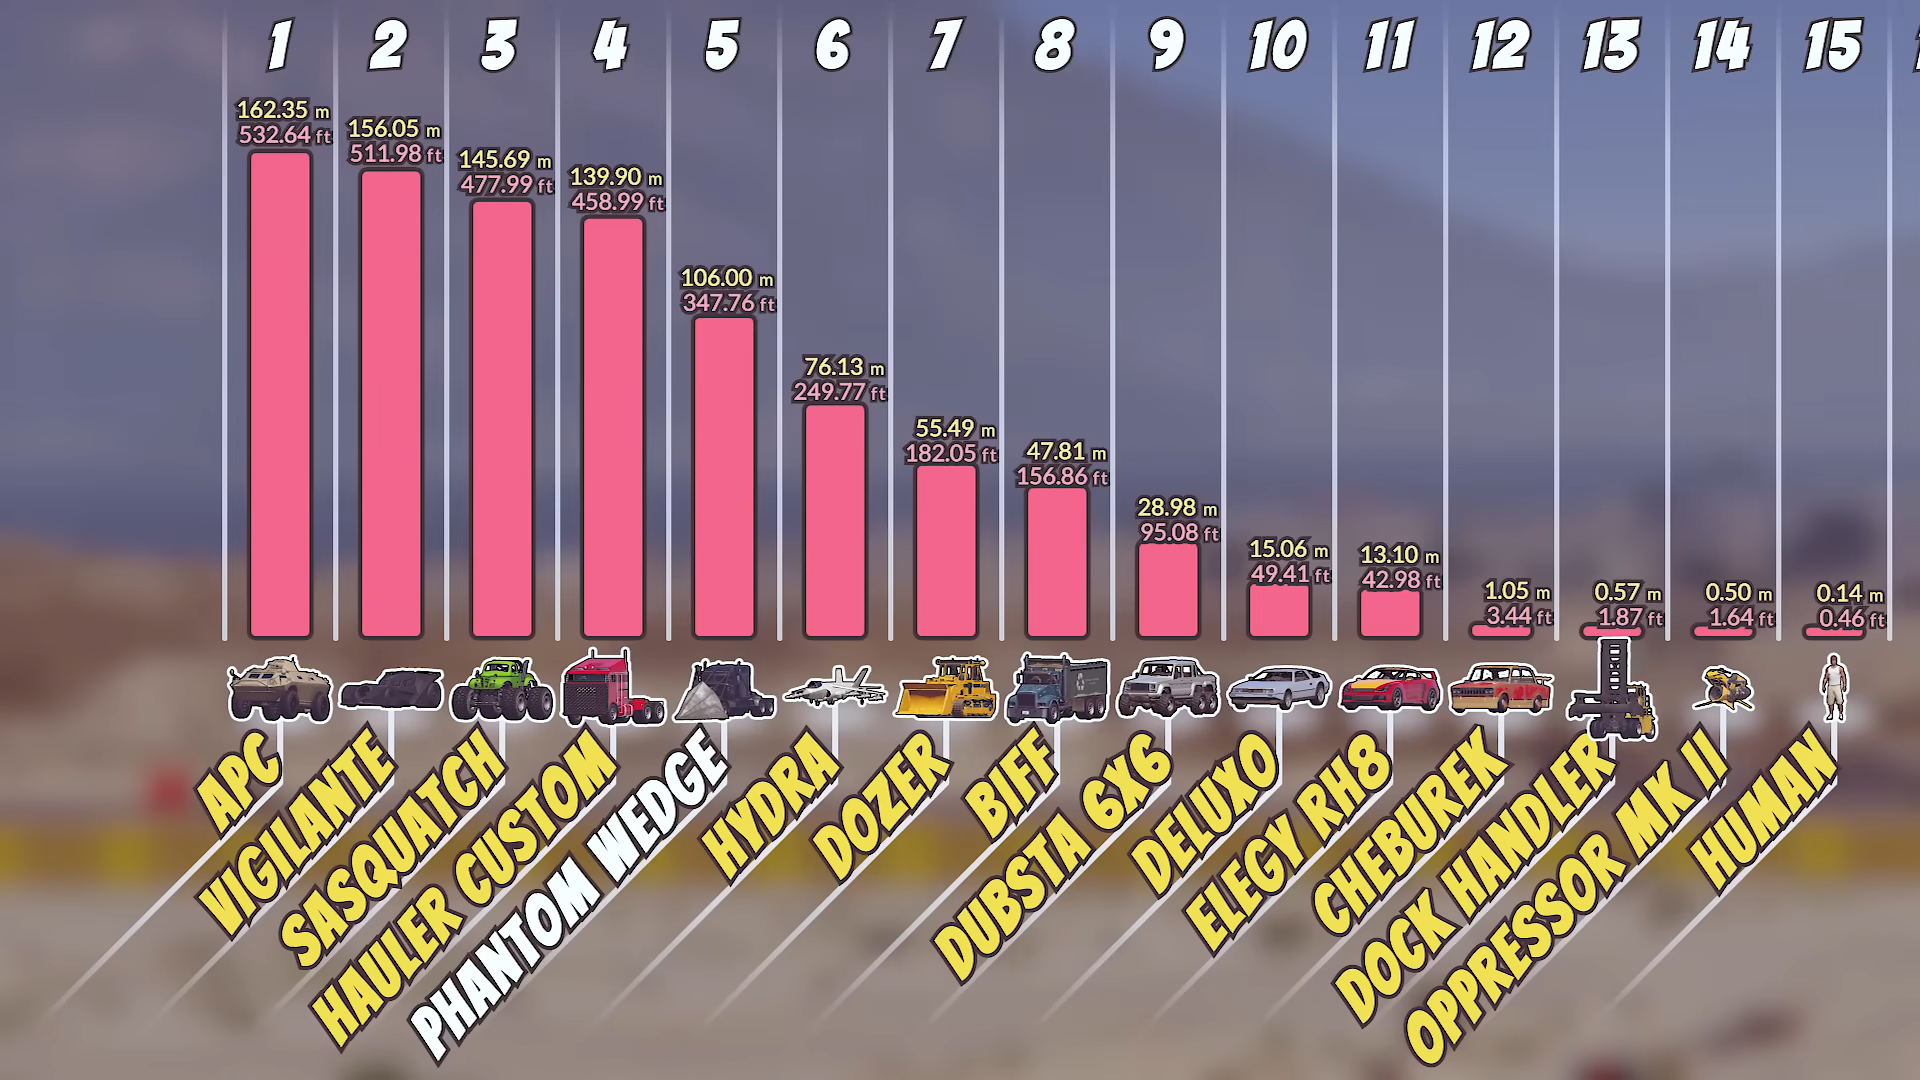 1 2 3 4 5 6 7 8 9 10 11 12 13 14 15
162.35 m
532.64 ft
156.05 m
511.98 ft
145.69 m
477.99 ft
139.90 m
458.99 ft
106.00 m
347.76 ft
76.13 m
249.77 ft
55.49 m
182.05 ft
47.81 m
156.86 ft
28.98 m
95.08 ft
15.06 m
49.41 ft
13.10 m
42.98 ft
1.05 m
3.44 ft
0.57 m
1.87 ft
0.50 m
1.64 ft
0.14 m
0.46 ft
APC
VIGILANTE
SASQUATCH
HAULER CUSTOM
PHANTOM WEDGE
HYDRA
DOZER
BIFF
DUBSTA 6X6
DELUXO
ELEGY RH8
CHEBUREK
DOCK HANDLER
OPPRESSOR MK II
HUMAN